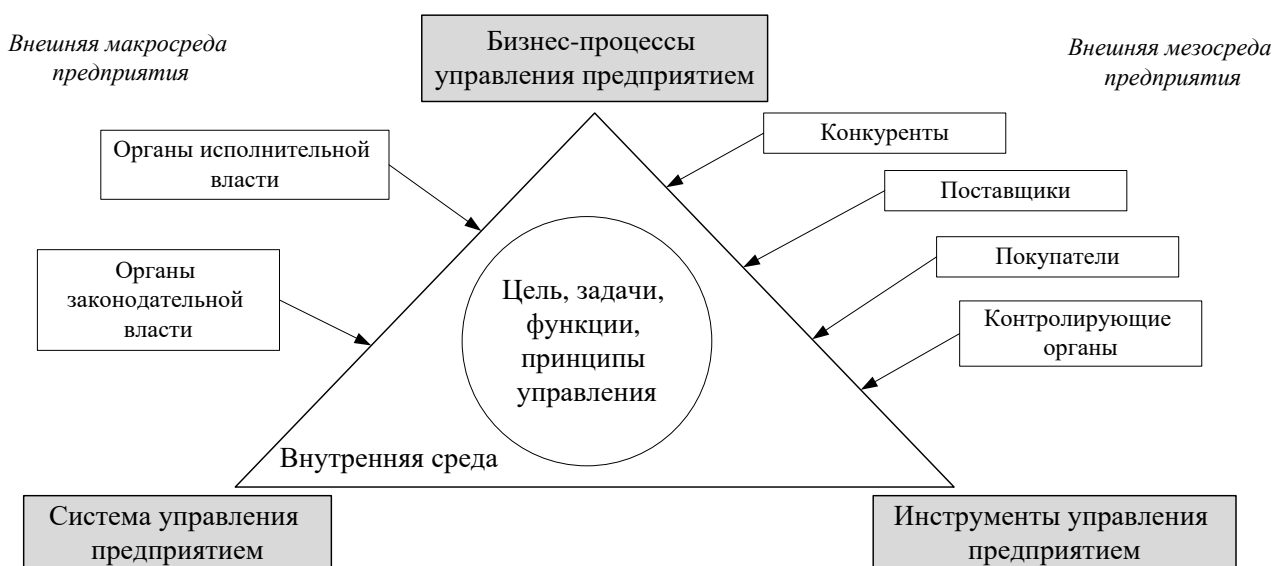 Внешняя макросреда
предприятия
Бизнес-процессы
управления предприятием
Внешняя мезосреда
предприятия
Органы исполнительной
власти
Конкуренты
Поставщики
Органы
законодательной
власти
Покупатели
Цель, задачи,
функции,
принципы
управления
Контролирующие
органы
Внутренняя среда
Система управления
предприятием
Инструменты управления
предприятием